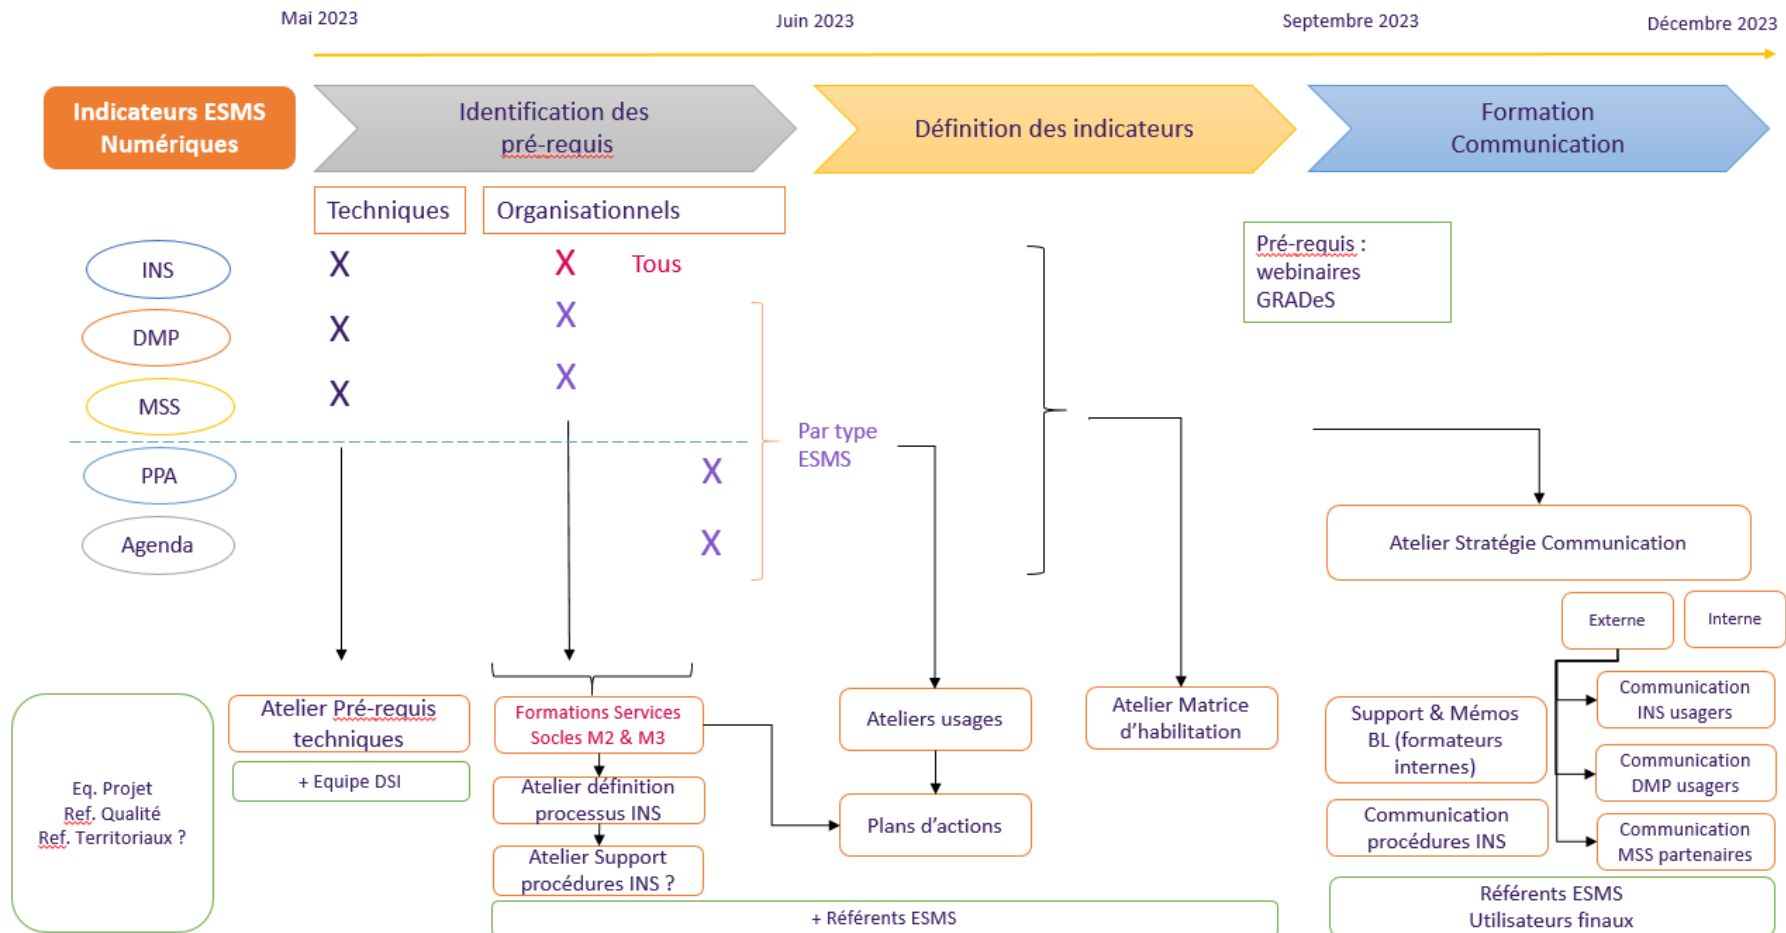 Mai 2023
Juin 2023
Septembre 2023
Décembre 2023
Indicateurs ESMS
Numériques
Identification des
pré-requis
Définition des indicateurs
Formation
Communication
Techniques
Organisationnels
Pré-requis :
webinaires
GRADeS
INS
X
X
Tous
DMP
X
X
MSS
X
X
Par type
ESMS
PPA
X
Agenda
X
Atelier Stratégie Communication
Externe
Interne
Eq. Projet
Ref. Qualité
Ref. Territoriaux ?
Atelier Pré-requis
techniques
+ Equipe DSI
Formations Services
Socles M2 & M3
Atelier définition
processus INS
Atelier Support
procédures INS ?
Ateliers usages
Plans d'actions
Atelier Matrice
d'habilitation
+ Référents ESMS
Support & Mémos
BL (formateurs
internes)
Communication
procédures INS
Communication
INS usagers
Communication
DMP usagers
Communication
MSS partenaires
Référents ESMS
Utilisateurs finaux